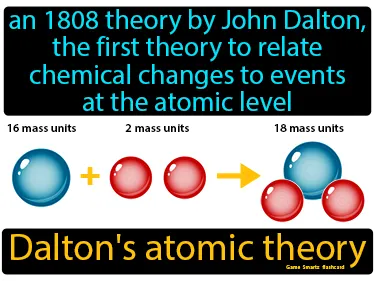 an 1808 theory by John Dalton,
the first theory to relate
chemical changes to events
at the atomic level
16 mass units 2 mass units 18 mass units
+
Dalton's atomic theory
Game Smartz flashcard